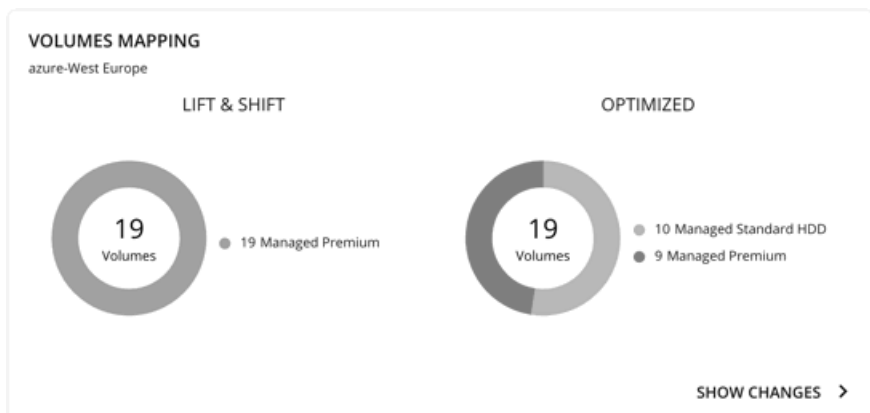 VOLUMES MAPPING
azure-West Europe
LIFT & SHIFT
19
Volumes
19 Managed Premium
OPTIMIZED
19
Volumes
10 Managed Standard HDD
9 Managed Premium
SHOW CHANGES